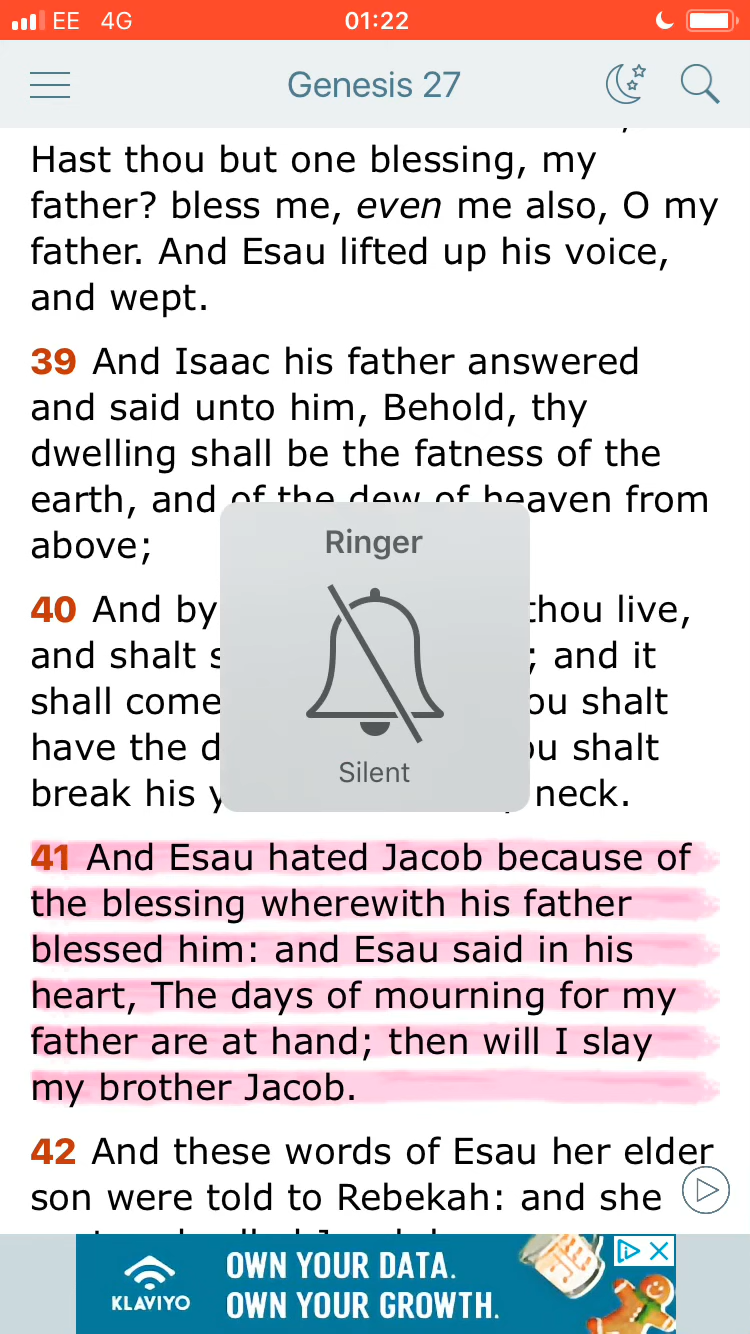 EE 4G 01:22
Genesis 27
Hast thou but one blessing, my
father? bless me, even me also, O my
father. And Esau lifted up his voice,
and wept.
39 And Isaac his father answered
and said unto him, Behold, thy
dwelling shall be the fatness of the
earth, and of the dew of heaven from
above;
Ringer
40 And by thou live,
and shalt ; and it
shall come shalt
have the shalt
break his neck.
Silent
41 And Esau hated Jacob because of
the blessing wherewith his father
blessed him: and Esau said in his
heart, The days of mourning for my
father are at hand; then will I slay
my brother Jacob.
42 And these words of Esau her elder
son were told to Rebekah: and she
KLAVIYO
OWN YOUR DATA.
OWN YOUR GROWTH.